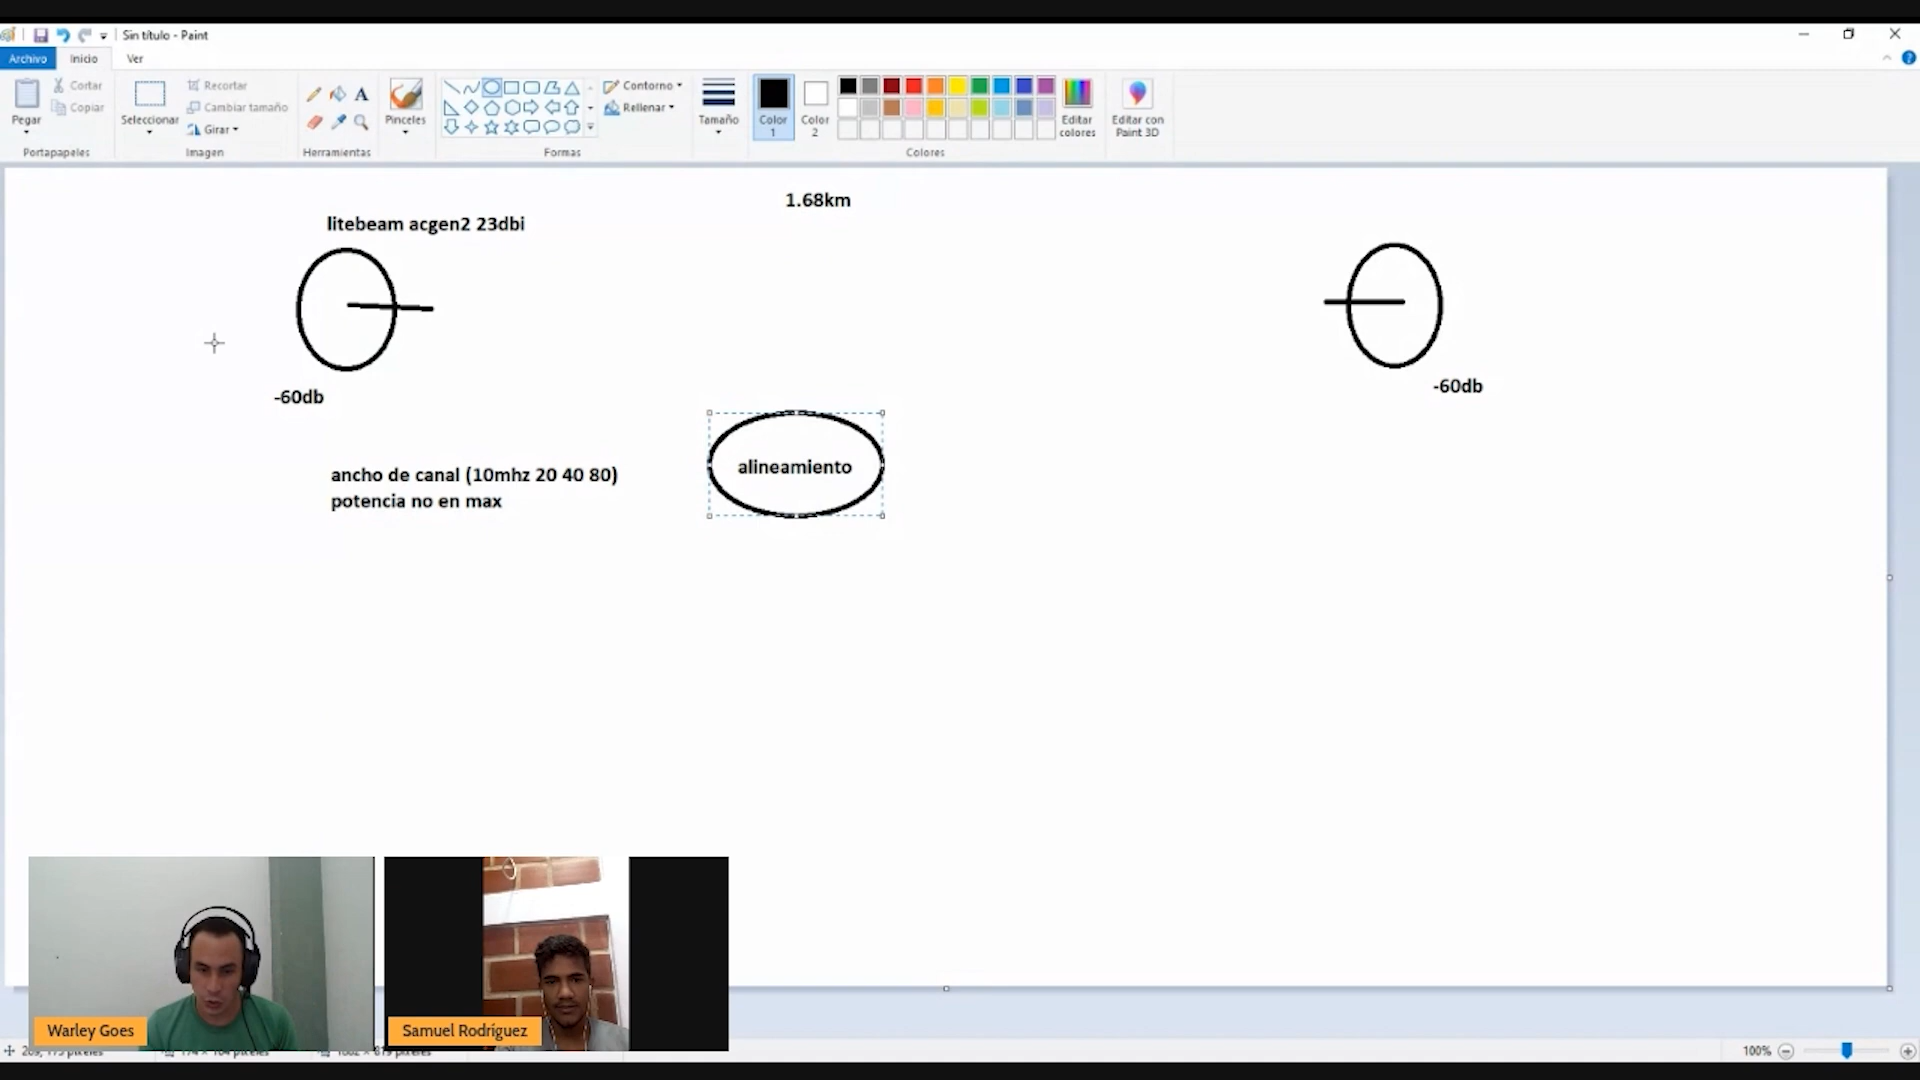 Sin título - Paint
Archivo
Inicio
Ver
Pegar
Cortar
Copiar
Portapapeles
Seleccionar
Recortar
Cambiar tamaño
Girar
Imagen
A
Herramientas
Pinceles
Contorno
Rellenar
Formas
Tamaño
Color
1
Color
2
Editar
colores
Editar con
Paint 3D
Colores
1.68km
litebeam acgen2 23dbi
-60db
-60db
ancho de canal (10mhz 20 40 80)
potencia no en max
alineamiento
Warley Goes
Samuel Rodríguez
100%